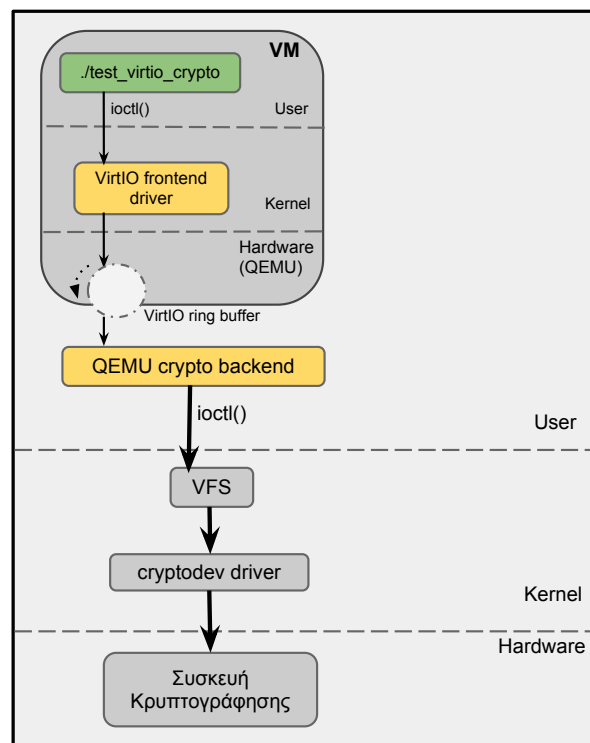 VM
./test_virtio_crypto
ioctl()
User
VirtIO frontend
driver
Kernel
Hardware
(QEMU)
VirtIO ring buffer
QEMU crypto backend
ioctl()
User
VFS
cryptodev driver
Kernel
Hardware
Συσκευή
Κρυπτογράφησης